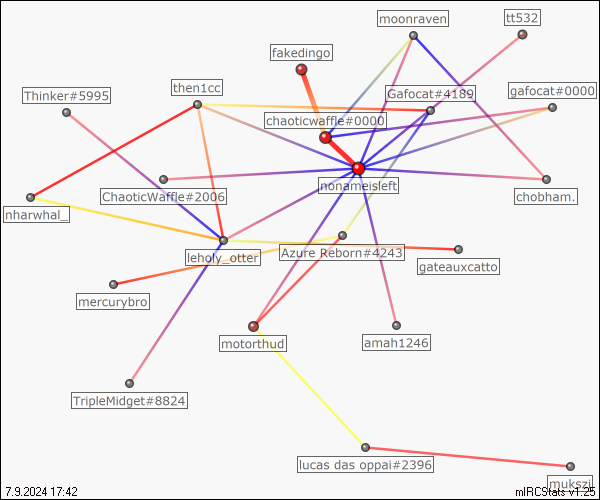 moonraven
tt532
fakedingo
Thinker#5995
then1cc
Gafocat#4189
gafocat#0000
chaoticwaffle#0000
nonameisleft
ChaoticWaffle#2006
chobham.
nharwhal_
leholy_otter
Azure Reborn#4243
gateauxcatto
mercurybro
motorthud
amah1246
TripleMidget#8824
lucas das oppai#2396
mukszi
7.9.2024 17:42
mIRCStats v1.25